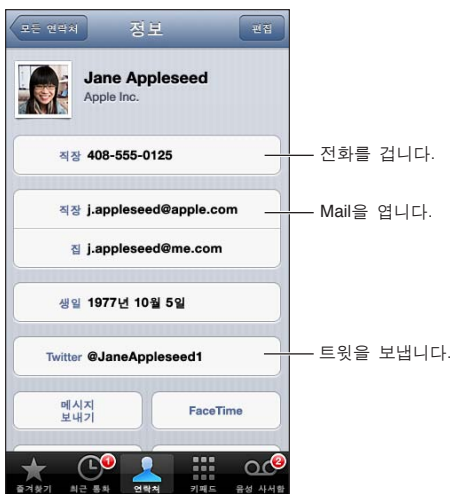 모든 연락처
정보
편집
Jane Appleseed
Apple Inc.
직장 408-555-0125
전화를 겁니다.
직장 j.appleseed@apple.com
Mail을 엽니다.
집 j.appleseed@me.com
생일 1977년 10월 5일
Twitter @JaneAppleseed1
트윗을 보냅니다.
메시지
보내기
FaceTime
1
2
즐겨찾기
최근 통화
연락처
키패드
음성 사서함